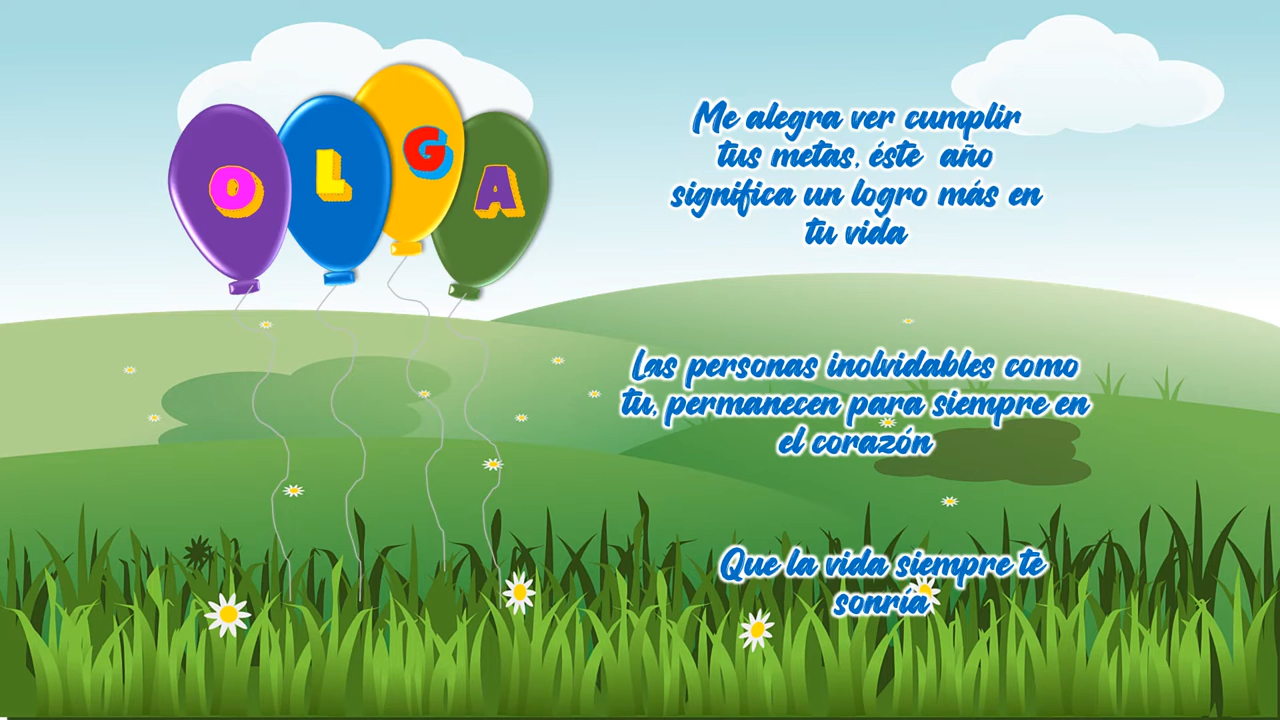 OLGA
Me alegra ver cumplir
tus metas, éste año
significa un logro más en
tu vida
Las personas inolvidables como
tu, permanecen para siempre en
el corazón
Que la vida siempre te
sonría